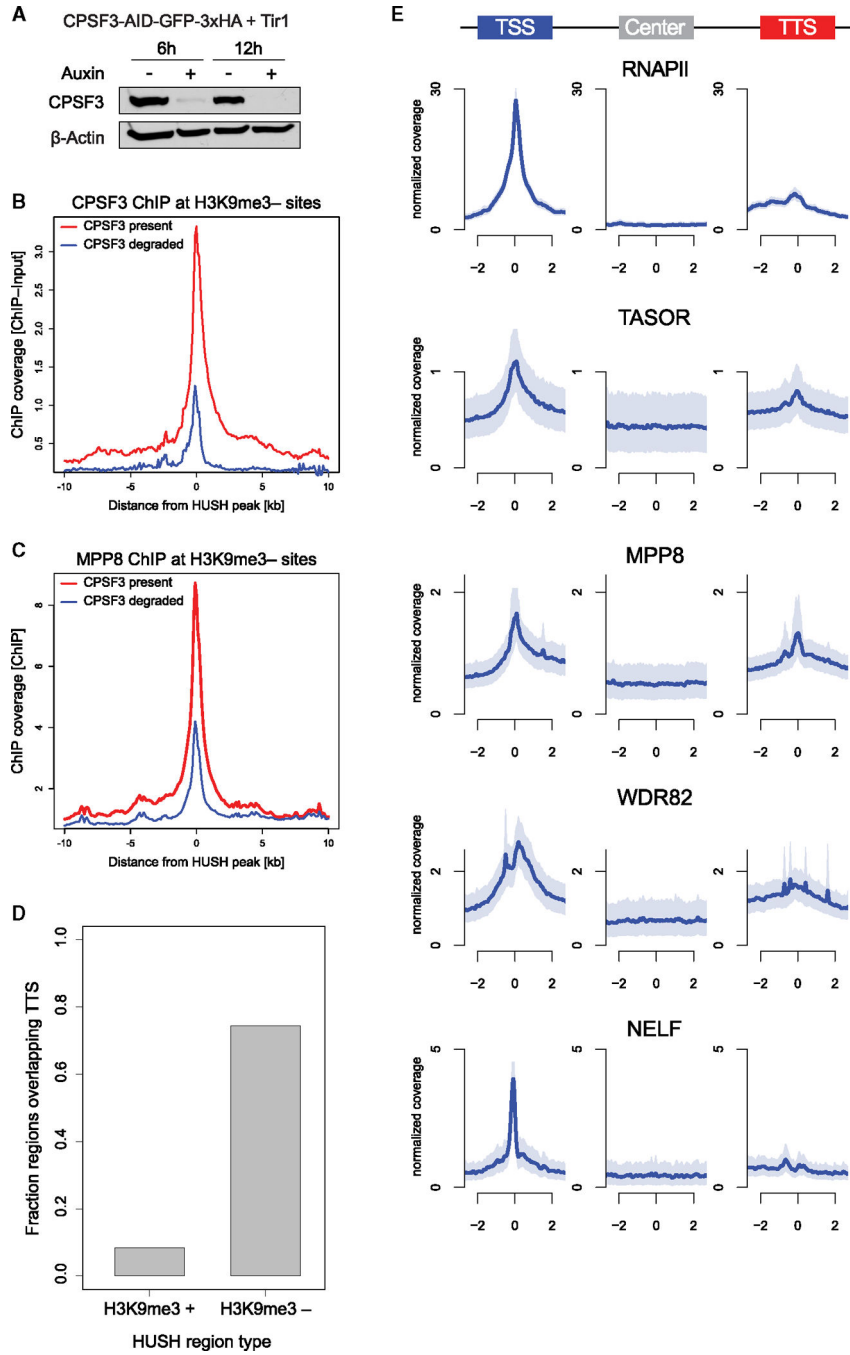 A
CPSF3-AID-GFP-3xHA + Tir1
6h 12h
Auxin - + - +
CPSF3
β-Actin
B
CPSF3 ChIP at H3K9me3– sites
CPSF3 present
CPSF3 degraded
ChIP coverage [ChIP–Input]
3.0
2.5
2.0
1.5
1.0
0.5
-10 -5 0 5 10
Distance from HUSH peak [kb]
C
MPP8 ChIP at H3K9me3– sites
CPSF3 present
CPSF3 degraded
ChIP coverage [ChIP]
8
6
4
2
-10 -5 0 5 10
Distance from HUSH peak [kb]
D
Fraction regions overlapping TTS
1.0
0.8
0.6
0.4
0.2
0.0
H3K9me3 + H3K9me3 –
HUSH region type
E
TSS Center TTS
RNAPII
normalized coverage
30 30 30
0 0 0
−2 0 2 −2 0 2 −2 0 2
TASOR
normalized coverage
1 1 1
0 0 0
−2 0 2 −2 0 2 −2 0 2
MPP8
normalized coverage
2 2 2
0 0 0
−2 0 2 −2 0 2 −2 0 2
WDR82
normalized coverage
2 2 2
0 0 0
−2 0 2 −2 0 2 −2 0 2
NELF
normalized coverage
5 5 5
0 0 0
−2 0 2 −2 0 2 −2 0 2